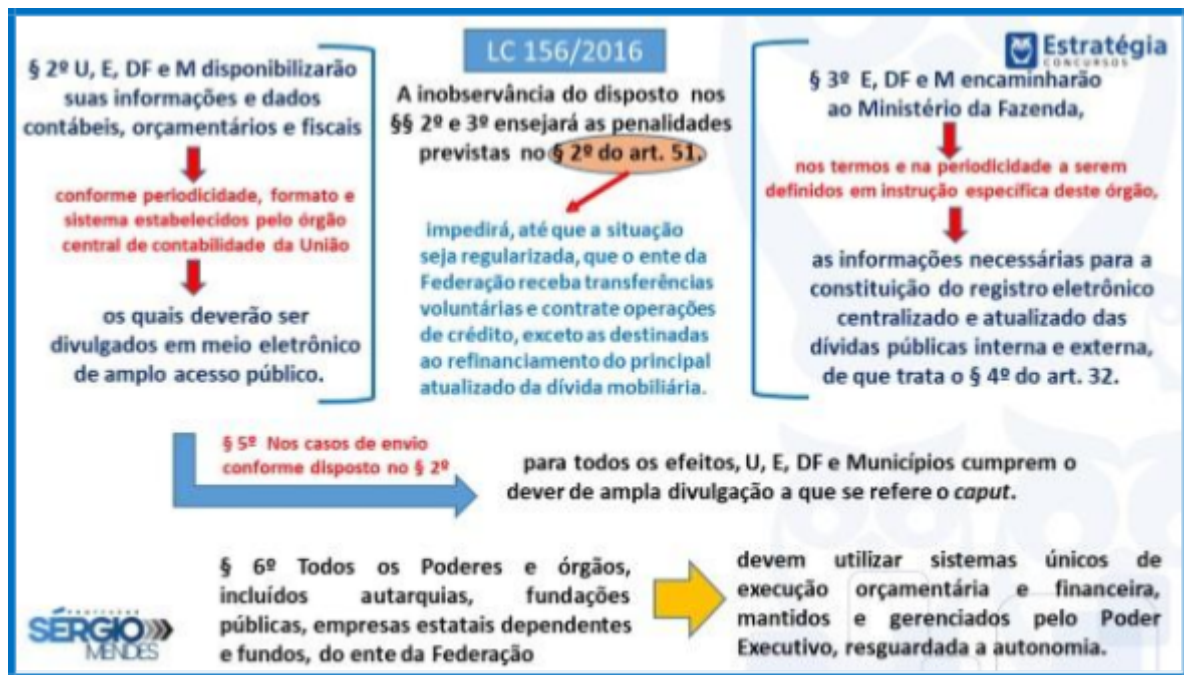 LC 156/2016
Estratégia
CONCURSOS
§ 2º U, E, DF e M disponibilizarão
suas informações e dados
contábeis, orçamentários e fiscais
conforme periodicidade, formato e
sistema estabelecidos pelo órgão
central de contabilidade da União
os quais deverão ser
divulgados em meio eletrônico
de amplo acesso público.
A inobservância do disposto nos
§§ 2º e 3º ensejará as penalidades
previstas no § 2º do art. 51.
impedirá, até que a situação
seja regularizada, que o ente da
Federação receba transferências
voluntárias e contrate operações
de crédito, exceto as destinadas
ao refinanciamento do principal
atualizado da dívida mobiliária.
§ 3º E, DF e M encaminharão
ao Ministério da Fazenda,
nos termos e na periodicidade a serem
definidos em instrução específica deste órgão,
as informações necessárias para a
constituição do registro eletrônico
centralizado e atualizado das
dívidas públicas interna e externa,
de que trata o § 4º do art. 32.
§ 5º Nos casos de envio
conforme disposto no § 2º
para todos os efeitos, U, E, DF e Municípios cumprem o
dever de ampla divulgação a que se refere o caput.
§ 6º Todos os Poderes e órgãos,
incluídos autarquias, fundações
públicas, empresas estatais dependentes
e fundos, do ente da Federação
devem utilizar sistemas únicos de
execução orçamentária e financeira,
mantidos e gerenciados pelo Poder
Executivo, resguardada a autonomia.
PROFESSOR
SÉRGIO
MENDES